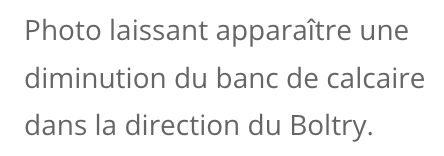 Photo laissant apparaître une
diminution du banc de calcaire
dans la direction du Boltry.